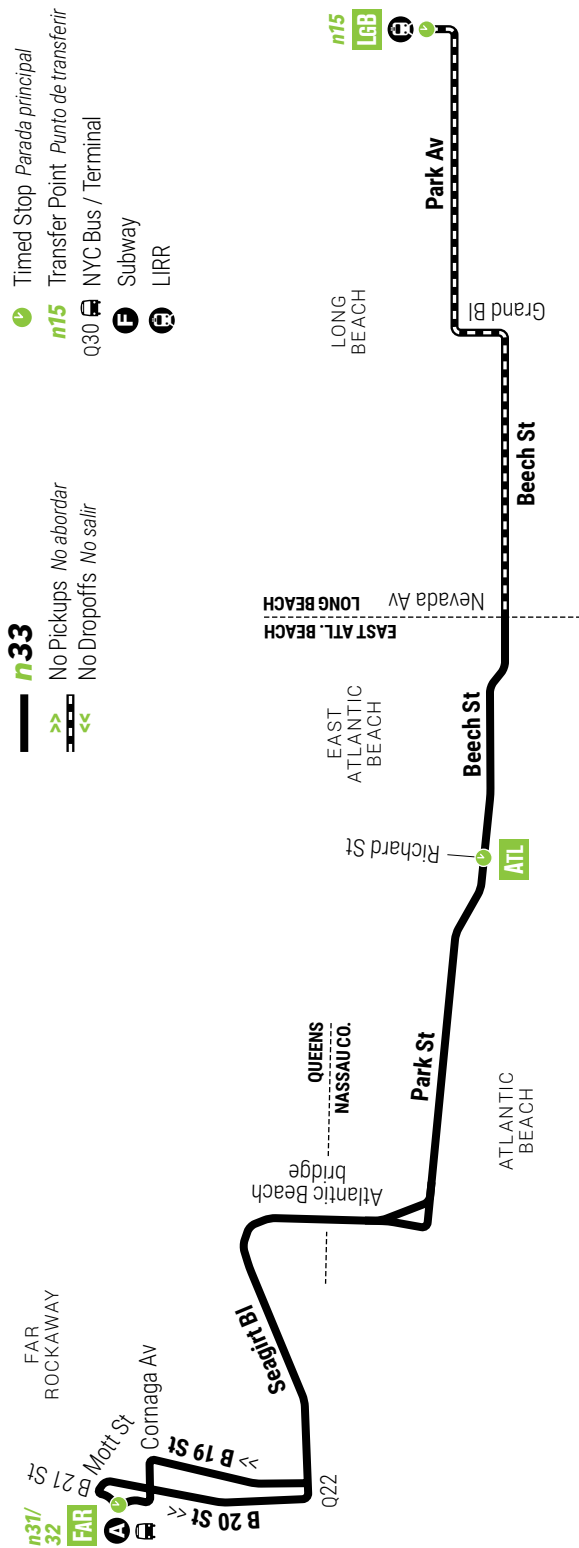 n33
>>
<<
No Pickups No abordar
No Dropoffs No salir
Timed Stop Parada principal
n15 Transfer Point Punto de transferir
Q30 NYC Bus / Terminal
F Subway
LIRR
n31/
32
FAR
A
B 21 St
Mott St
Cornaga Av
FAR
ROCKAWAY
B 20 St <<
>> B 19 St
Q22
Seagirt Bl
Atlantic Beach
bridge
QUEENS
NASSAU CO.
Park St
ATLANTIC
BEACH
Richard St
ATL
EAST
ATLANTIC
BEACH
Beech St
LONG BEACH
EAST ATL. BEACH
Nevada Av
Beech St
LONG
BEACH
Grand Bl
Park Av
n15
LGB